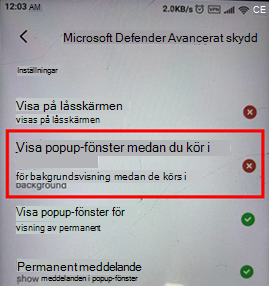 12:03 AM 2.0KB/s VPN CE
Microsoft Defender Avancerat skydd
Inställningar
Visa på låsskärmen
visas på låsskärmen
Visa popup-fönster medan du kör i
för bakgrundsvisning medan de körs i
background
Visa popup-fönster för
visning av permanent
Permanent meddelande
show meddelanden i popup-fönster